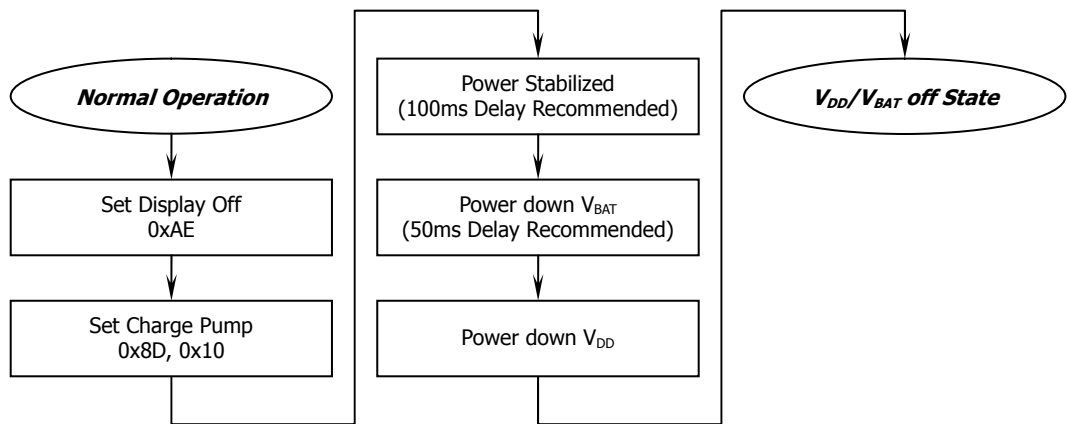 Normal Operation
Set Display Off
0xAE
Set Charge Pump
0x8D, 0x10
Power Stabilized
(100ms Delay Recommended)
Power down VBAT
(50ms Delay Recommended)
Power down VDD
VDD/VBAT off State